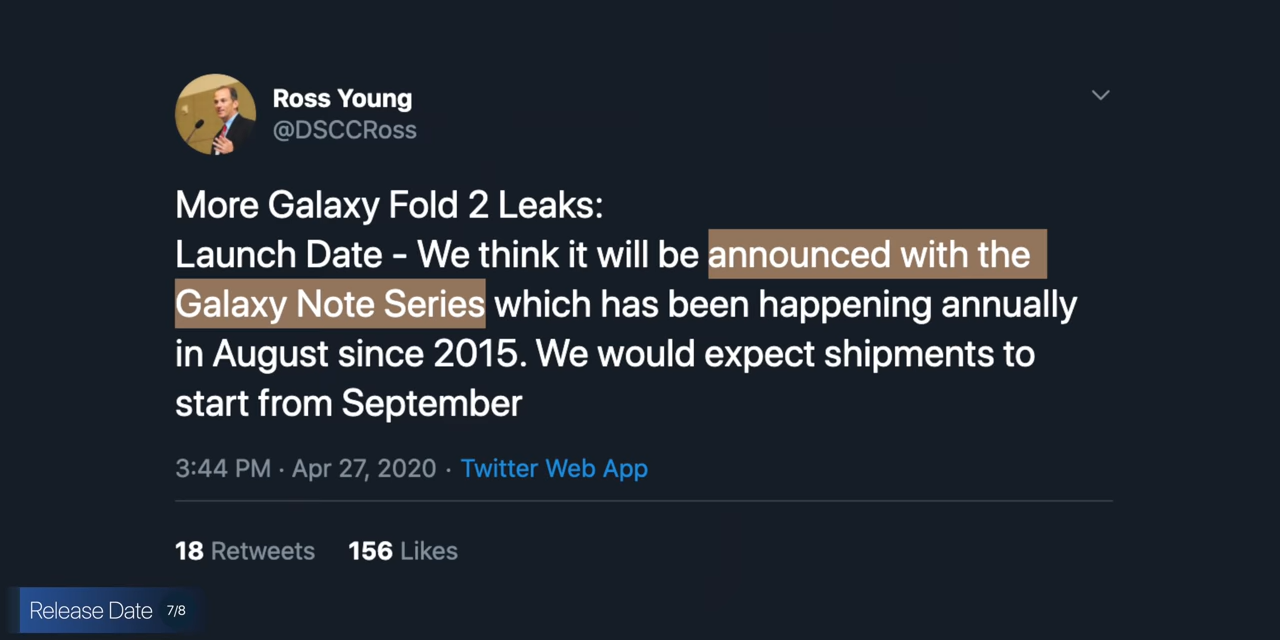 Ross Young
@DSCCRoss
More Galaxy Fold 2 Leaks:
Launch Date - We think it will be announced with the
Galaxy Note Series which has been happening annually
in August since 2015. We would expect shipments to
start from September
3:44 PM · Apr 27, 2020 · Twitter Web App
18 Retweets 156 Likes
Release Date 7/8